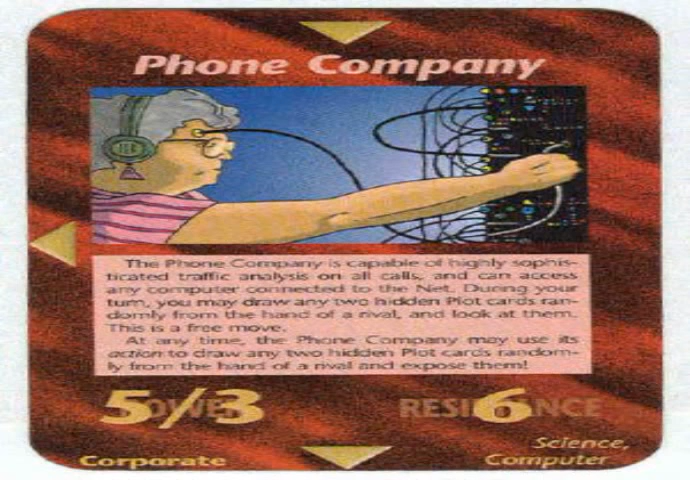 Phone Company
The Phone Company is capable of highly sophis-
ticated traffic analysis on all calls, and can access
any computer connected to the Net. During your
turn, you may draw any two hidden Plot cards ran-
domly from the hand of a rival, and look at them.
This is a free move.
At any time, the Phone Company may use its
action to draw any two hidden Plot cards random-
ly from the hand of a rival and expose them!
POWER 5/3 RESISTANCE 6
Science,
Corporate Computer